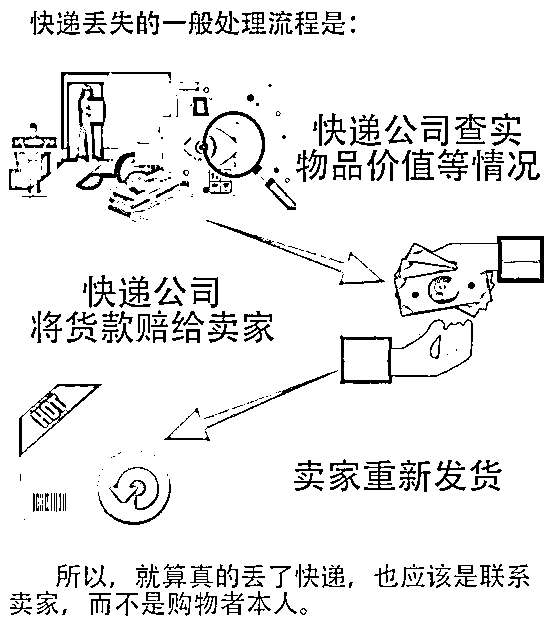 快递丢失的一般处理流程是：
快递公司查实
物品价值等情况
快递公司
将货款赔给卖家
HOT
卖家重新发货
所以，就算真的丢了快递，也应该是联系
卖家，而不是购物者本人。